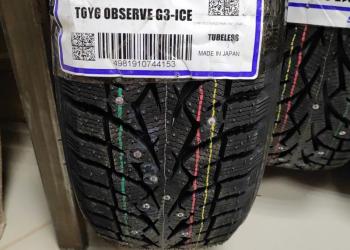 TOYO OBSERVE G3-ICE
TUBELESS
MADE IN JAPAN
4981910744153